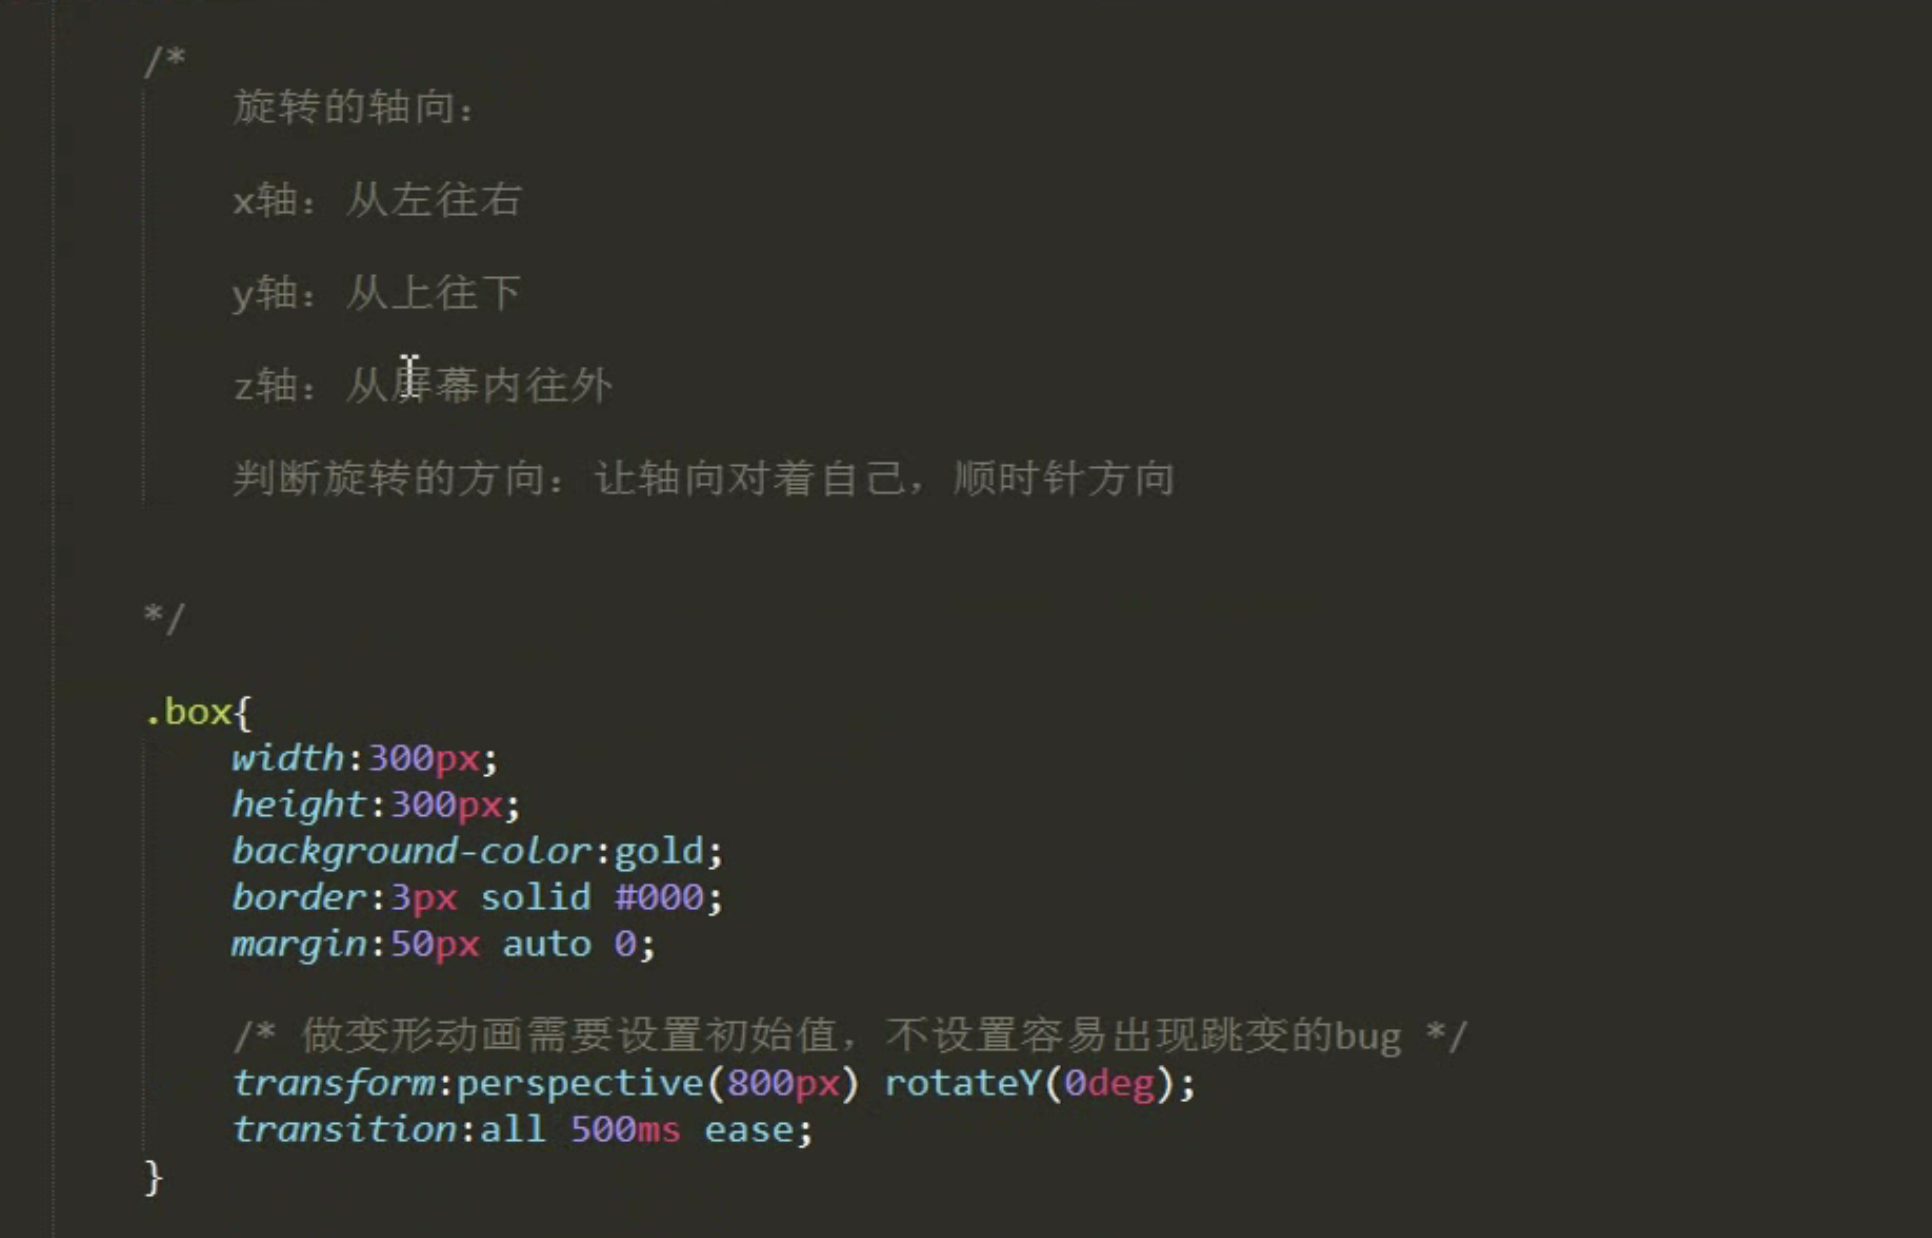 /*
旋转的轴向：
x轴：从左往右
y轴：从上往下
z轴：从屏幕内往外
判断旋转的方向：让轴向对着自己，顺时针方向
*/
.box{
width:300px;
height:300px;
background-color:gold;
border:3px solid #000;
margin:50px auto 0;
/* 做变形动画需要设置初始值，不设置容易出现跳变的bug */
transform:perspective(800px) rotateY(0deg);
transition:all 500ms ease;
}